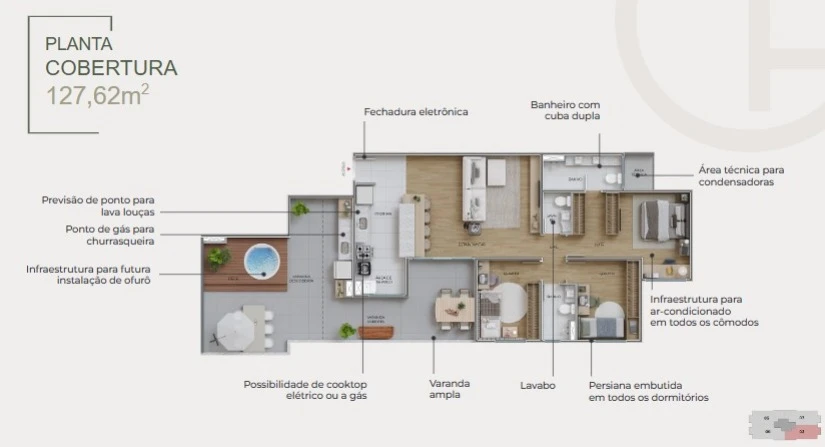 PLANTA
COBERTURA
127,62m²
Fechadura eletrônica
Banheiro com
cuba dupla
Área técnica para
condensadoras
Previsão de ponto para
lava louças
Ponto de gás para
churrasqueira
Infraestrutura para futura
instalação de ofurô
Infraestrutura para
ar-condicionado
em todos os cômodos
Possibilidade de cooktop
elétrico ou a gás
Varanda
ampla
Lavabo
Persiana embutida
em todos os dormitórios